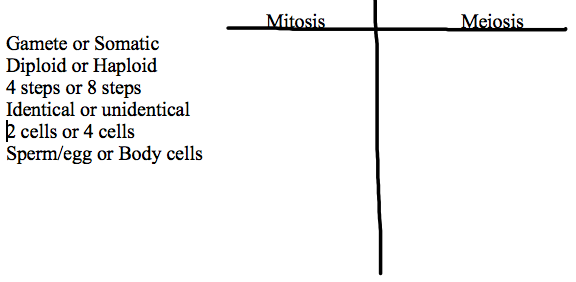 Mitosis Meiosis
Gamete or Somatic
Diploid or Haploid
4 steps or 8 steps
Identical or unidentical
2 cells or 4 cells
Sperm/egg or Body cells